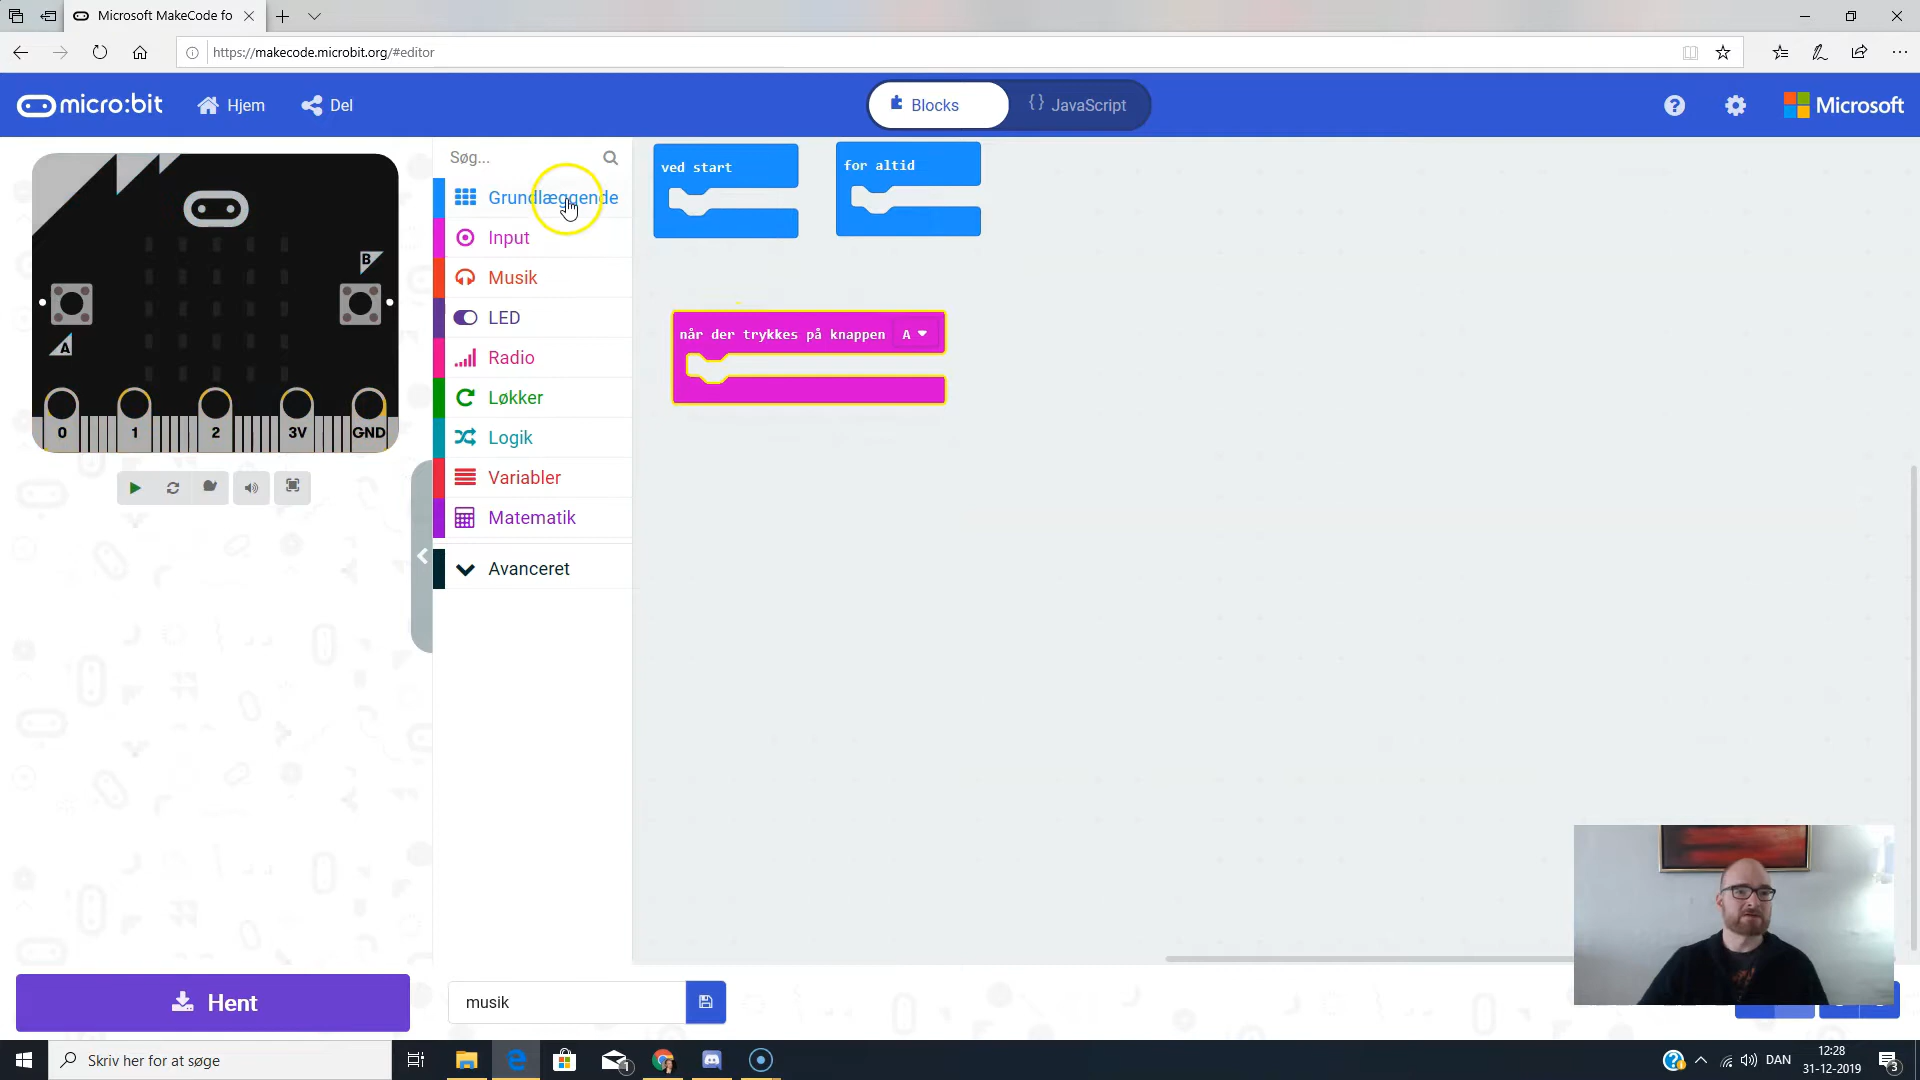 Microsoft MakeCode fo
https://makecode.microbit.org/#editor
micro:bit
Hjem
Del
Blocks
{} JavaScript
Microsoft
Søg...
Grundlæggende
Input
Musik
LED
Radio
Løkker
Logik
Variabler
Matematik
Avanceret
ved start
for altid
når der trykkes på knappen A
B
A
0 1 2 3V GND
Hent
musik
Skriv her for at søge
1
DAN
12:28
31-12-2019
3